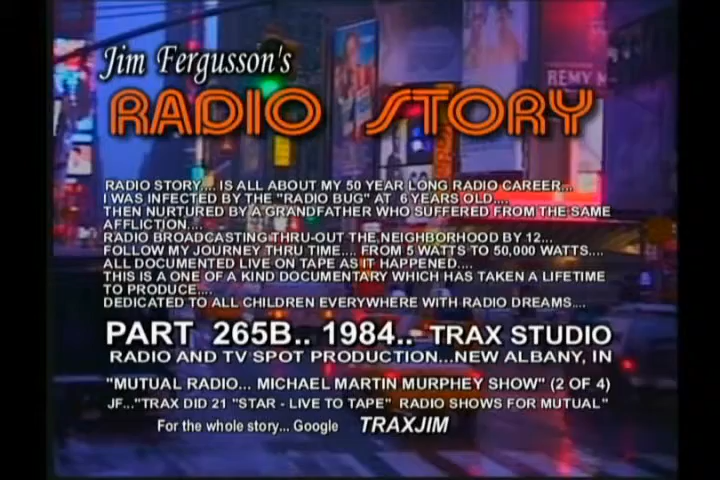 Jim Fergusson's
RADIO STORY
REMY M
RADIO STORY.... IS ALL ABOUT MY 50 YEAR LONG RADIO CAREER...
I WAS INFECTED BY THE "RADIO BUG" AT 6 YEARS OLD....
THEN NURTURED BY A GRANDFATHER WHO SUFFERED FROM THE SAME
AFFLICTION....
RADIO BROADCASTING THRU-OUT THE NEIGHBORHOOD BY 12...
FOLLOW MY JOURNEY THRU TIME.... FROM 5 WATTS TO 50,000 WATTS....
ALL DOCUMENTED LIVE ON TAPE AS IT HAPPENED....
THIS IS A ONE OF A KIND DOCUMENTARY WHICH HAS TAKEN A LIFETIME
TO PRODUCE....
DEDICATED TO ALL CHILDREN EVERYWHERE WITH RADIO DREAMS....
PART 265B.. 1984.. TRAX STUDIO
RADIO AND TV SPOT PRODUCTION...NEW ALBANY, IN
"MUTUAL RADIO... MICHAEL MARTIN MURPHEY SHOW" (2 OF 4)
JF..."TRAX DID 21 "STAR - LIVE TO TAPE" RADIO SHOWS FOR MUTUAL"
For the whole story... Google TRAXJIM